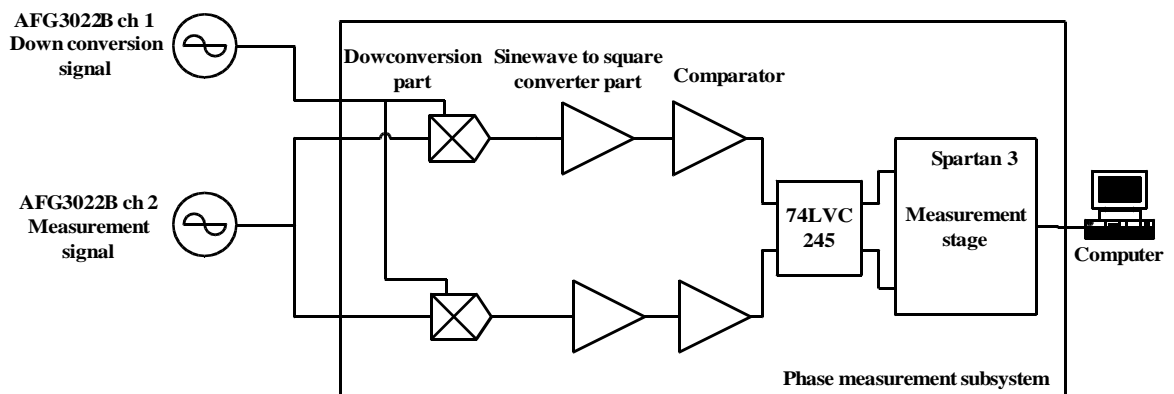 AFG3022B ch 1
Down conversion
signal
Dowconversion
part
Sinewave to square
converter part
Comparator
AFG3022B ch 2
Measurement
signal
74LVC
245
Spartan 3
Measurement
stage
Computer
Phase measurement subsystem